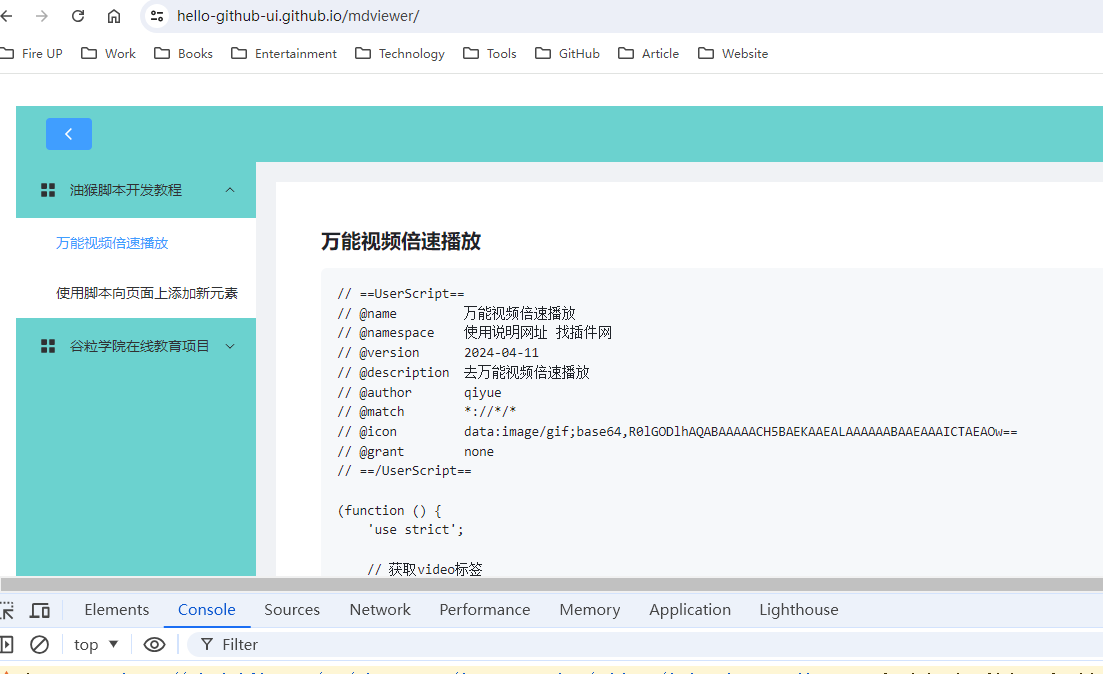 hello-github-ui.github.io/mdviewer/
Fire UP Work Books Entertainment Technology Tools GitHub Article Website
油猴脚本开发教程
万能视频倍速播放
使用脚本向页面上添加新元素
谷粒学院在线教育项目
万能视频倍速播放
// ==UserScript==
// @name 万能视频倍速播放
// @namespace 使用说明网址 找插件网
// @version 2024-04-11
// @description 去万能视频倍速播放
// @author qiyue
// @match *://*/*
// @icon data:image/gif;base64,R0lGODlhAQABAAAAACH5BAEKAAEALAAAAAABAAEAAAICTAEAOw==
// @grant none
// ==/UserScript==
(function () {
'use strict';
// 获取video标签
Elements Console Sources Network Performance Memory Application Lighthouse
top Filter